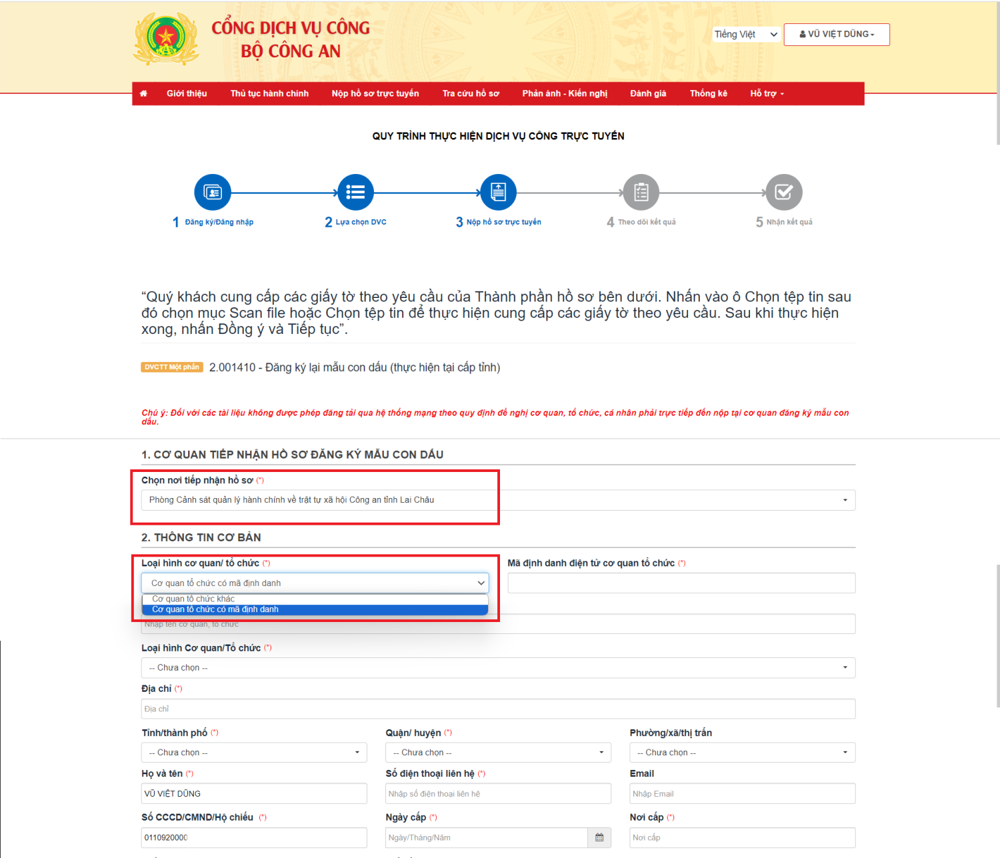 CỔNG DỊCH VỤ CÔNG
BỘ CÔNG AN
Tiếng Việt
VŨ VIỆT DŨNG
Giới thiệu Thủ tục hành chính Nộp hồ sơ trực tuyến Tra cứu hồ sơ Phản ánh - Kiến nghị Đánh giá Thống kê Hỗ trợ
QUY TRÌNH THỰC HIỆN DỊCH VỤ CÔNG TRỰC TUYẾN
1 Đăng ký/Đăng nhập 2 Lựa chọn DVC 3 Nộp hồ sơ trực tuyến 4 Theo dõi kết quả 5 Nhận kết quả
“Quý khách cung cấp các giấy tờ theo yêu cầu của Thành phần hồ sơ bên dưới. Nhấn vào ô Chọn tệp tin sau
đó chọn mục Scan file hoặc Chọn tệp tin để thực hiện cung cấp các giấy tờ theo yêu cầu. Sau khi thực hiện
xong, nhấn Đồng ý và Tiếp tục”.
DVCTT Một phần 2.001410 - Đăng ký lại mẫu con dấu (thực hiện tại cấp tỉnh)
Chú ý: Đối với các tài liệu không được phép đăng tải qua hệ thống mạng theo quy định đề nghị cơ quan, tổ chức, cá nhân phải trực tiếp đến nộp tại cơ quan đăng ký mẫu con
dấu.
1. CƠ QUAN TIẾP NHẬN HỒ SƠ ĐĂNG KÝ MẪU CON DẤU
Chọn nơi tiếp nhận hồ sơ (*)
Phòng Cảnh sát quản lý hành chính về trật tự xã hội Công an tỉnh Lai Châu
2. THÔNG TIN CƠ BẢN
Loại hình cơ quan/ tổ chức (*) Mã định danh điện tử cơ quan tổ chức (*)
Cơ quan tổ chức có mã định danh
Cơ quan tổ chức khác
Cơ quan tổ chức có mã định danh
Nhập tên cơ quan, tổ chức
Loại hình Cơ quan/Tổ chức (*)
-- Chưa chọn --
Địa chỉ (*)
Địa chỉ
Tỉnh/thành phố (*) Quận/ huyện (*) Phường/xã/thị trấn
-- Chưa chọn -- -- Chưa chọn -- -- Chưa chọn --
Họ và tên (*) Số điện thoại liên hệ (*) Email
VŨ VIỆT DŨNG Nhập số điện thoại liên hệ Nhập Email
Số CCCD/CMND/Hộ chiếu (*) Ngày cấp (*) Nơi cấp (*)
0110920000 Ngày/Tháng/Năm Nơi cấp